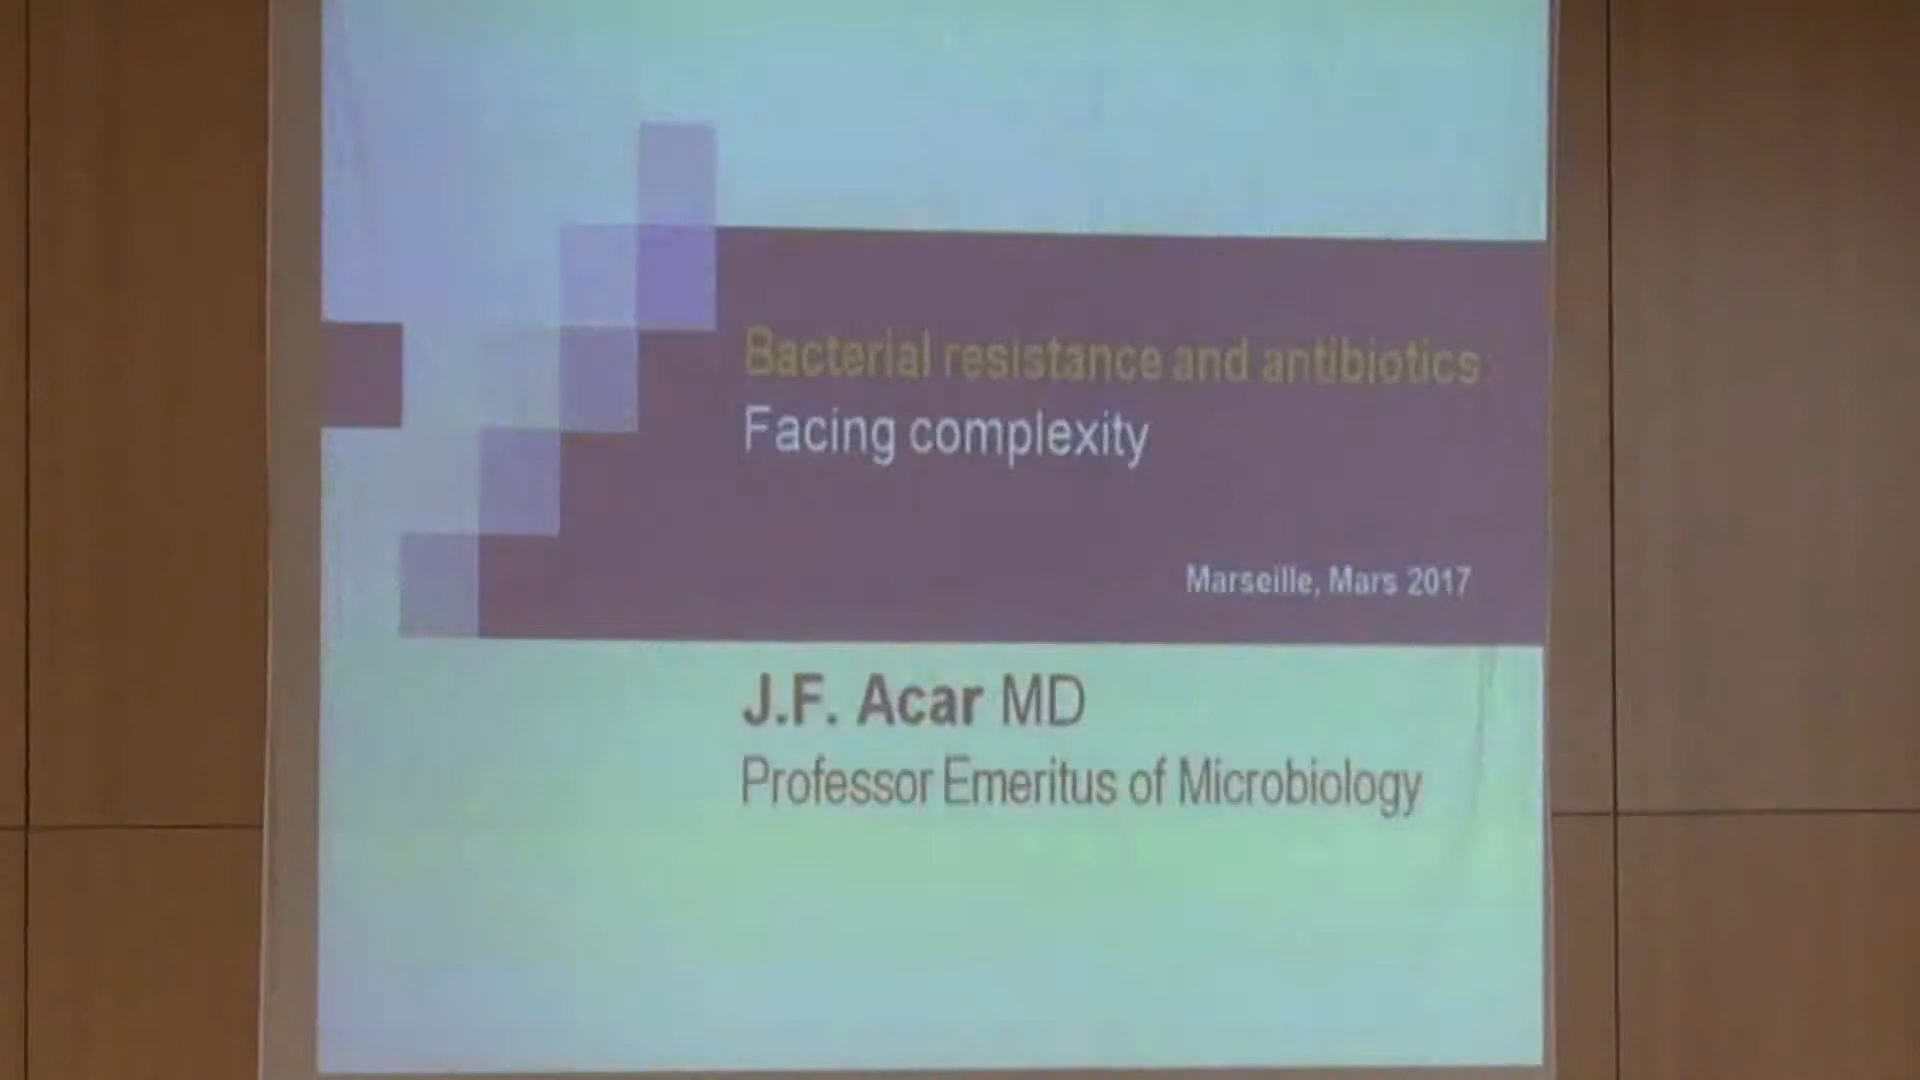 Bacterial resistance and antibiotics:
Facing complexity
Marseille, Mars 2017
J.F. Acar MD
Professor Emeritus of Microbiology